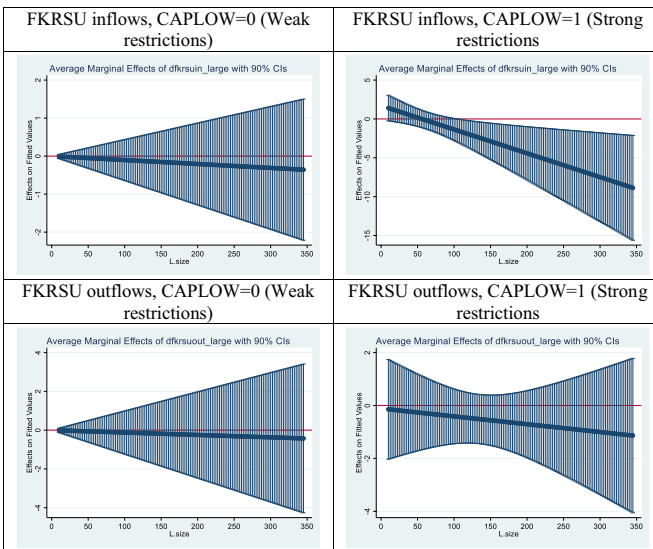 FKRSU inflows, CAPLOW=0 (Weak
restrictions)
FKRSU inflows, CAPLOW=1 (Strong
restrictions
Average Marginal Effects of dfkrsuin_large with 90% CIs
Effects on Fitted Values
2
1
0
-1
-2
0 50 100 150 200 250 300 350
L.size
Average Marginal Effects of dfkrsuin_large with 90% CIs
Effects on Fitted Values
5
0
-5
-10
-15
0 50 100 150 200 250 300 350
L.size
FKRSU outflows, CAPLOW=0 (Weak
restrictions)
FKRSU outflows, CAPLOW=1 (Strong
restrictions
Average Marginal Effects of dfkrsuout_large with 90% CIs
Effects on Fitted Values
4
2
0
-2
-4
0 50 100 150 200 250 300 350
L.size
Average Marginal Effects of dfkrsuout_large with 90% CIs
Effects on Fitted Values
2
0
-2
-4
0 50 100 150 200 250 300 350
L.size